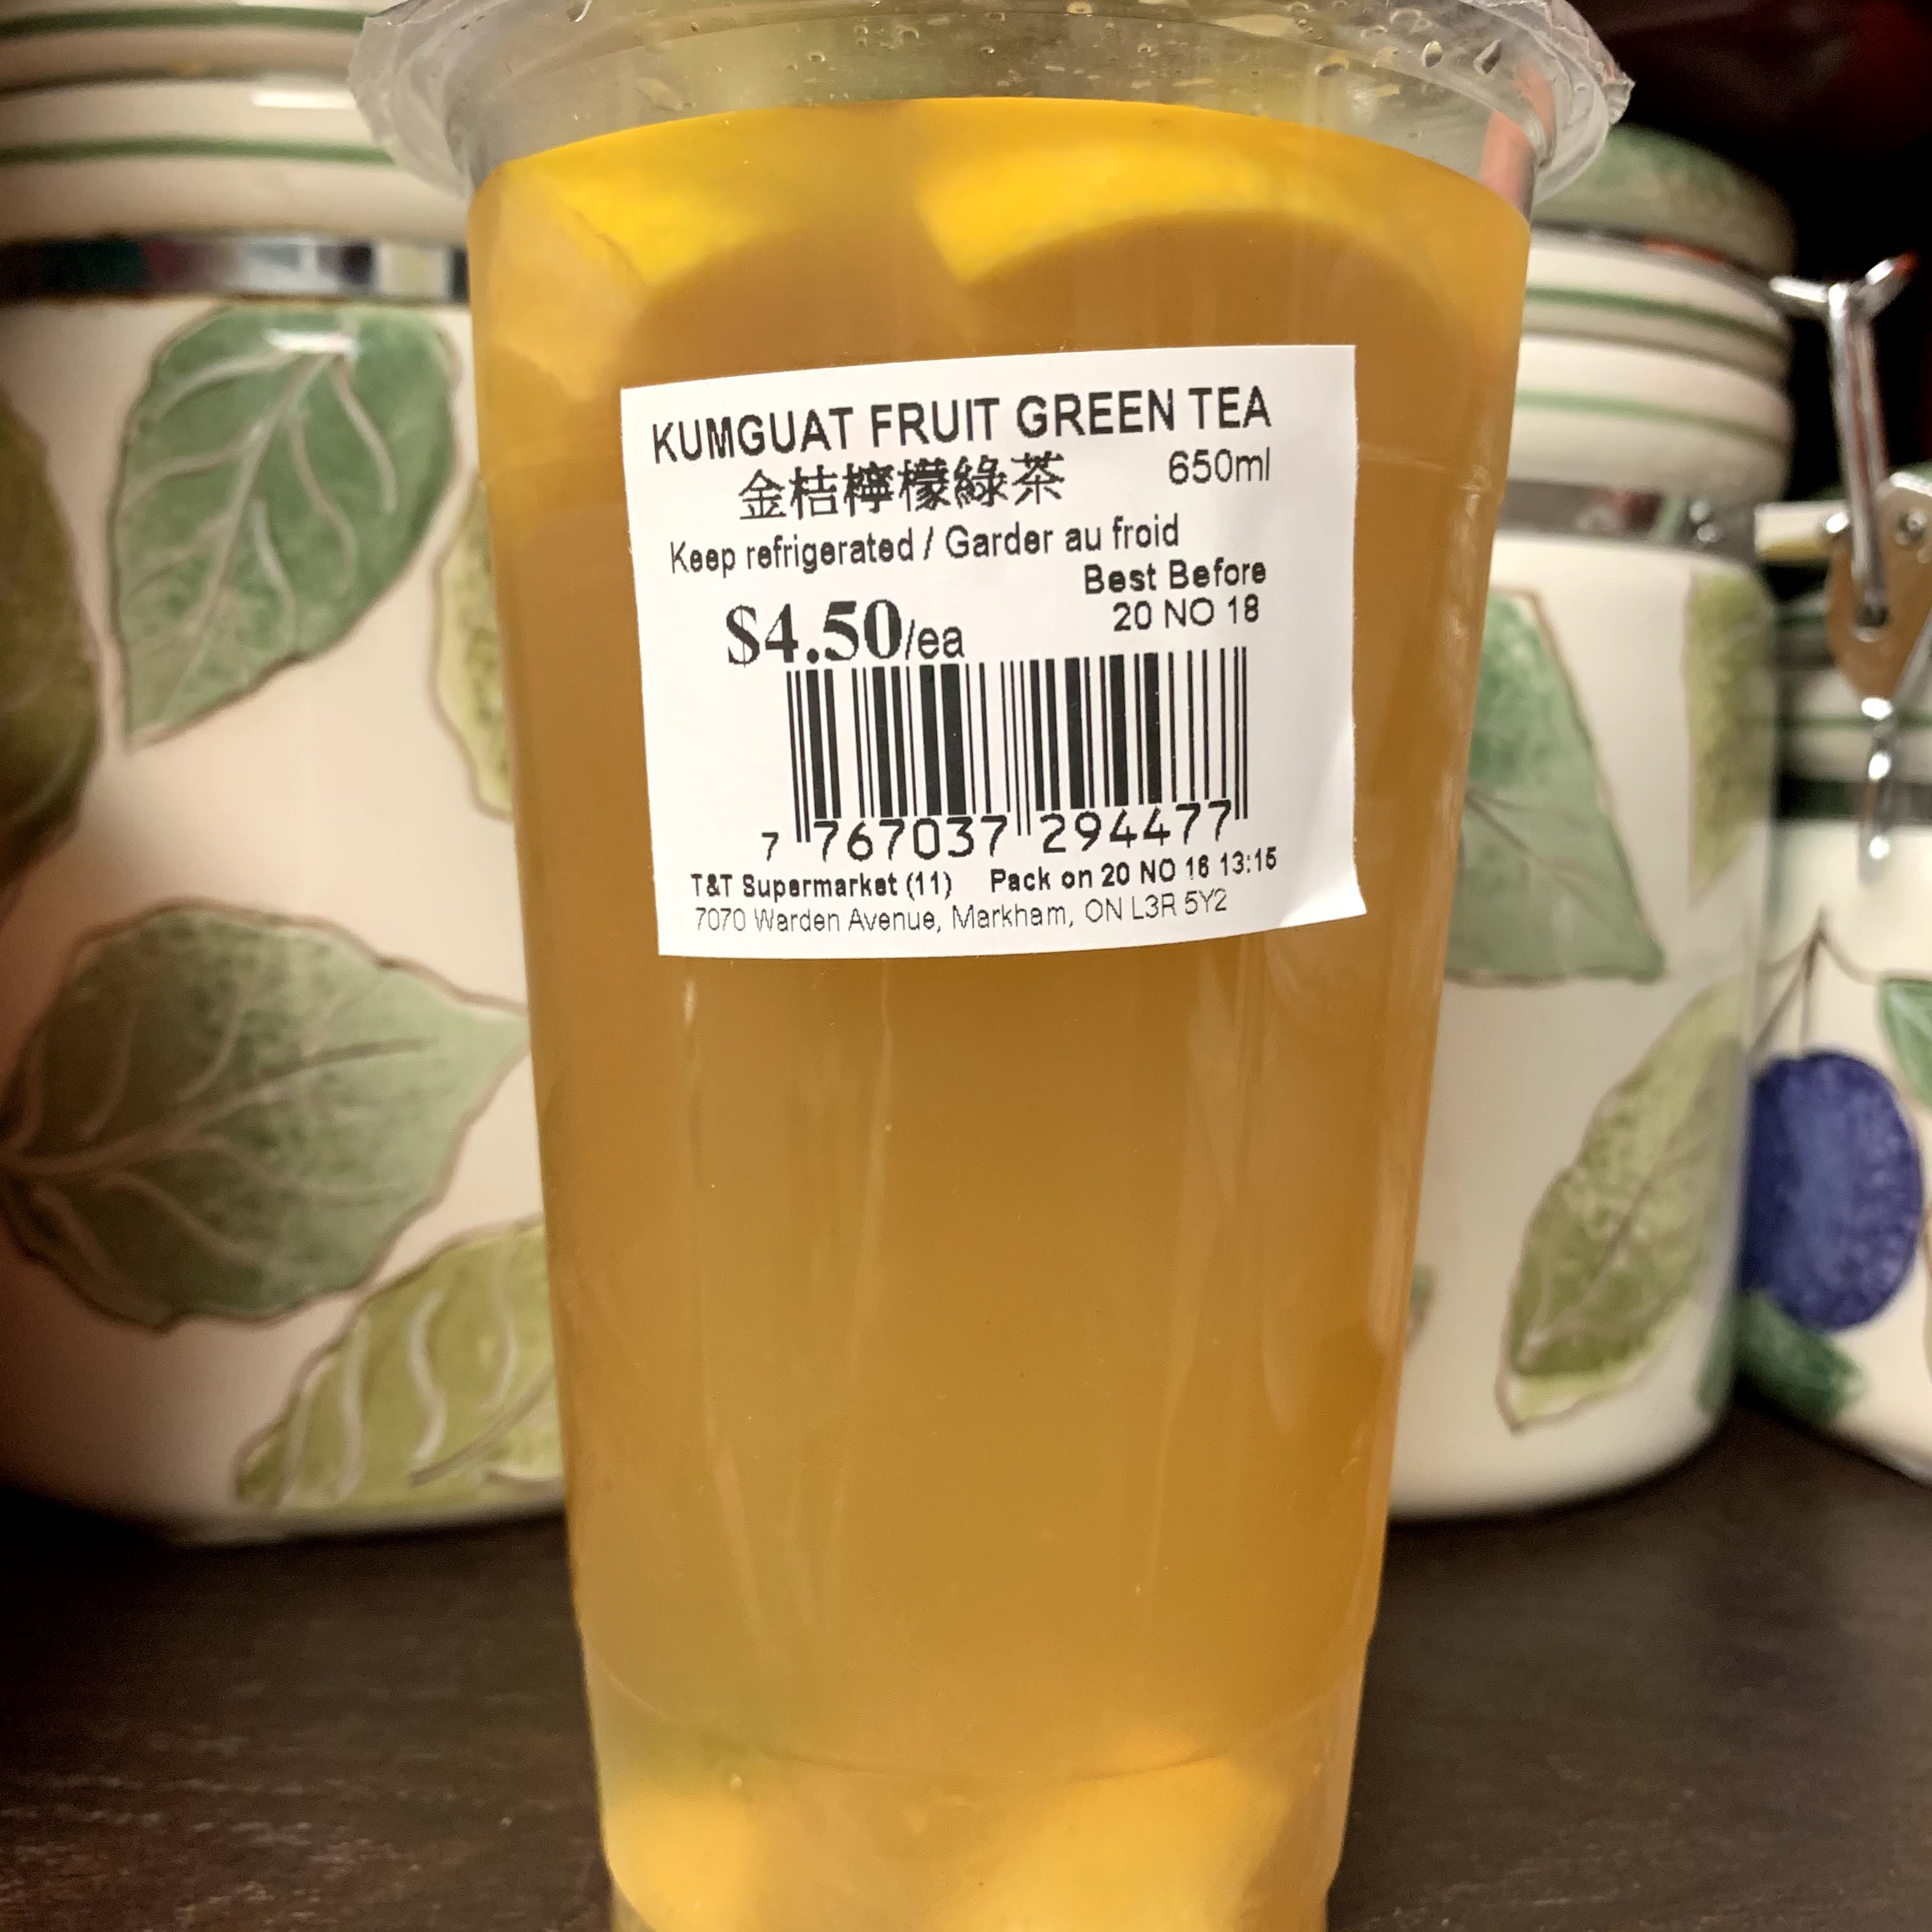 KUMGUAT FRUIT GREEN TEA
金桔檸檬綠茶 650ml
Keep refrigerated / Garder au froid
Best Before
20 NO 18
$4.50/ea
7 767037 294477
T&T Supermarket (11) Pack on 20 NO 16 13:15
7070 Warden Avenue, Markham, ON L3R 5Y2